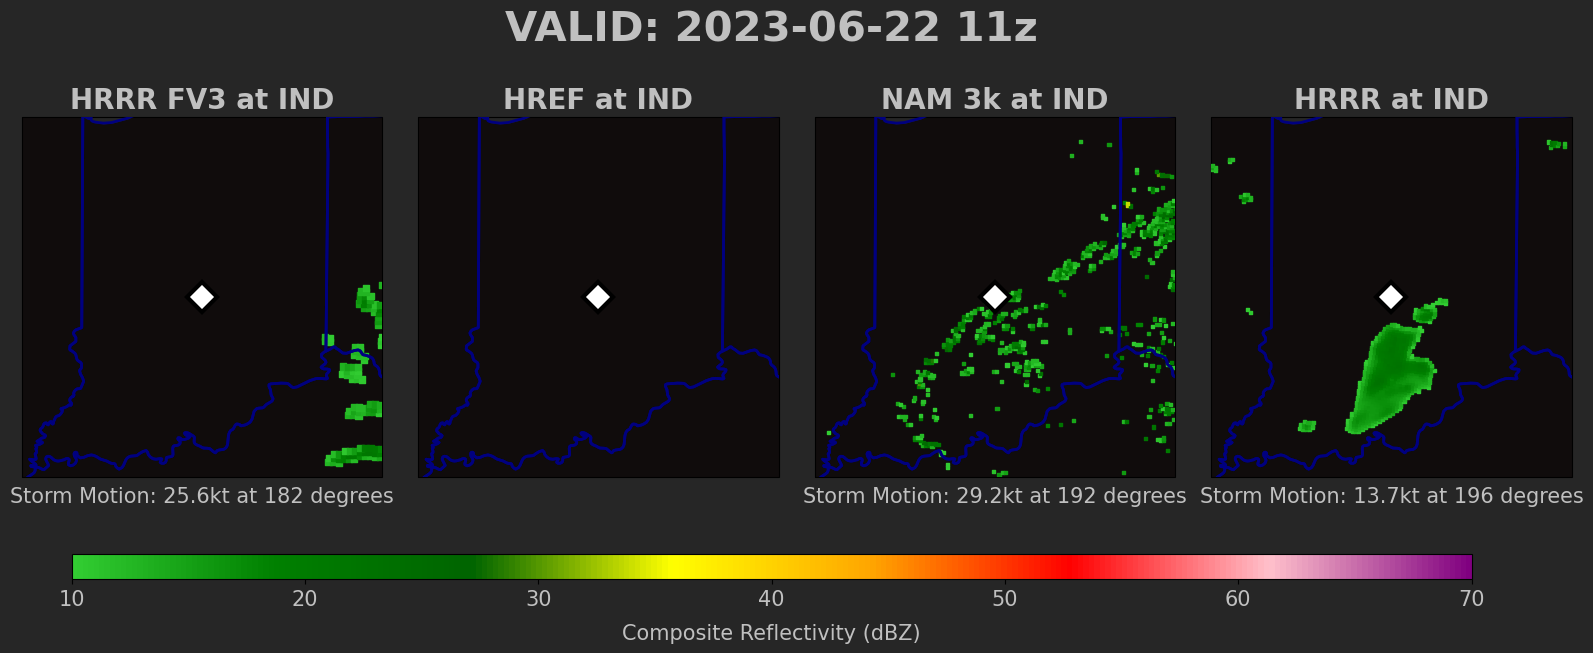 VALID: 2023-06-22 11z
HRRR FV3 at IND
HREF at IND
NAM 3k at IND
HRRR at IND
Storm Motion: 25.6kt at 182 degrees
Storm Motion: 29.2kt at 192 degrees
Storm Motion: 13.7kt at 196 degrees
10 20 30 40 50 60 70
Composite Reflectivity (dBZ)